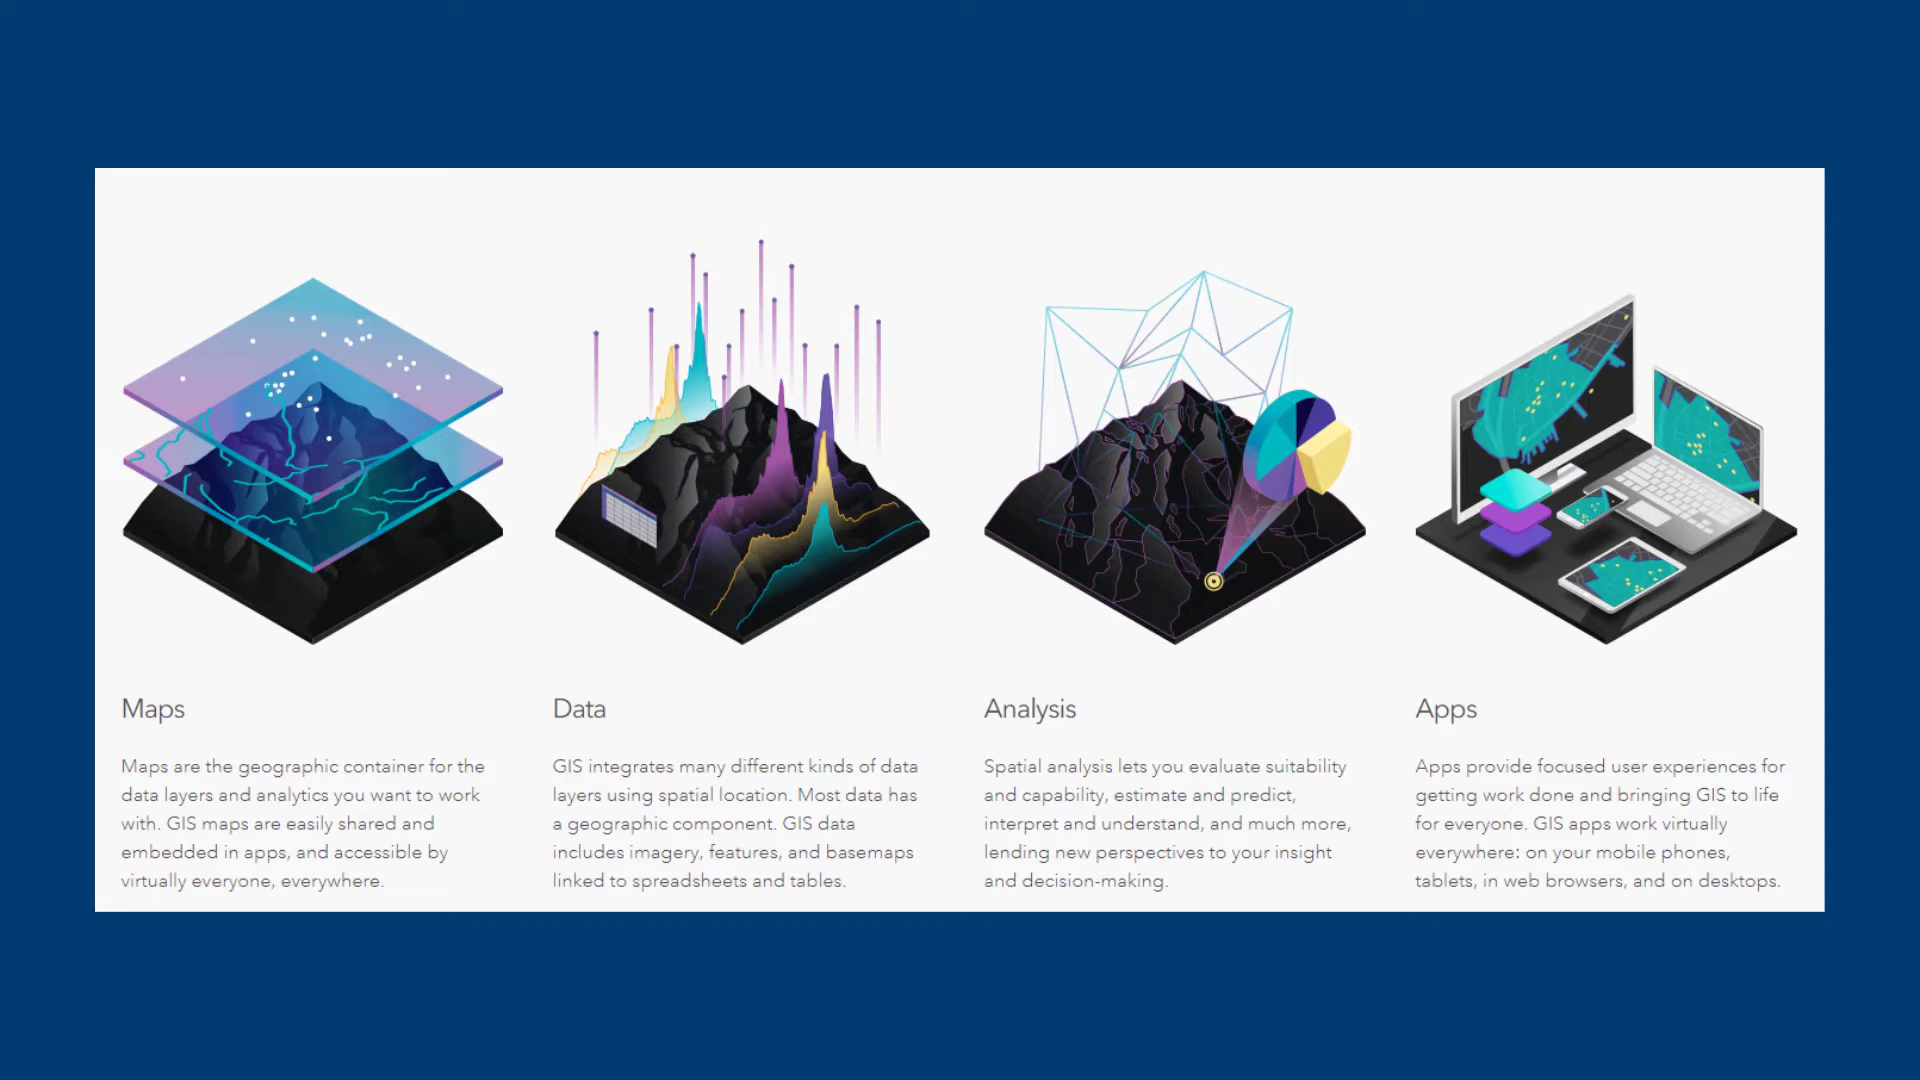 Maps
Maps are the geographic container for the
data layers and analytics you want to work
with. GIS maps are easily shared and
embedded in apps, and accessible by
virtually everyone, everywhere.
Data
GIS integrates many different kinds of data
layers using spatial location. Most data has
a geographic component. GIS data
includes imagery, features, and basemaps
linked to spreadsheets and tables.
Analysis
Spatial analysis lets you evaluate suitability
and capability, estimate and predict,
interpret and understand, and much more,
lending new perspectives to your insight
and decision-making.
Apps
Apps provide focused user experiences for
getting work done and bringing GIS to life
for everyone. GIS apps work virtually
everywhere: on your mobile phones,
tablets, in web browsers, and on desktops.